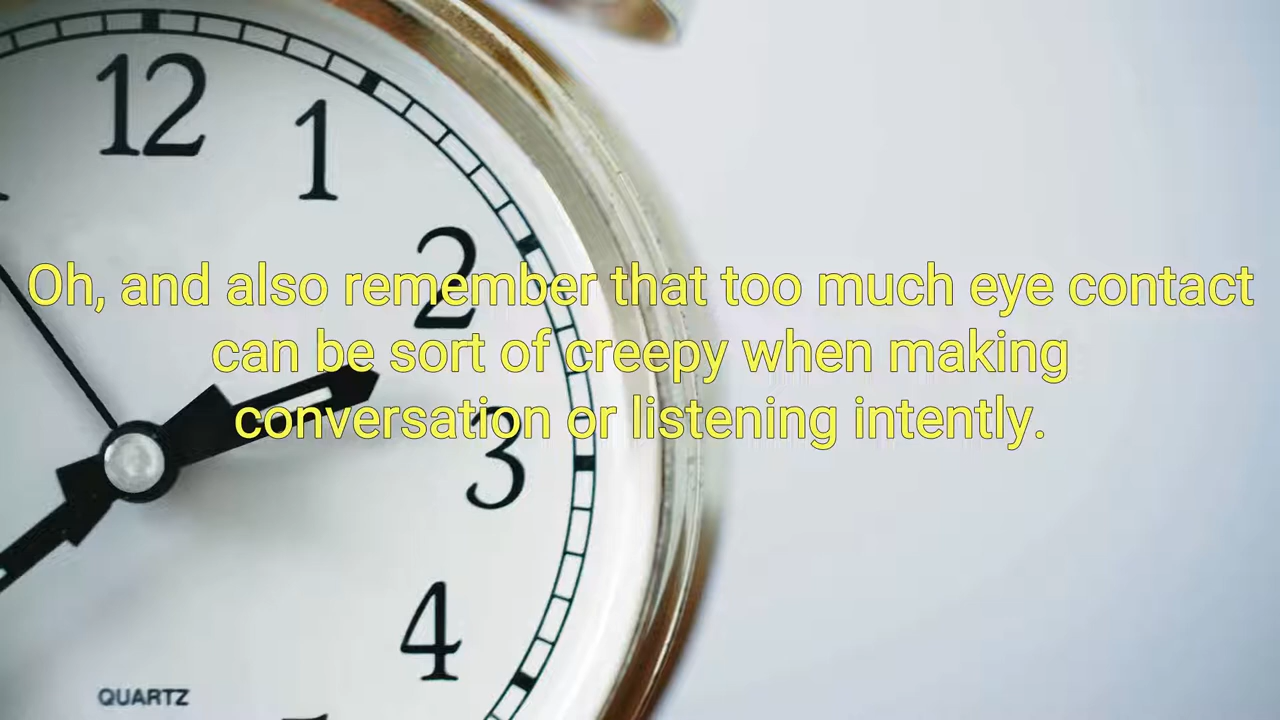 12
1
2
Oh, and also remember that too much eye contact
can be sort of creepy when making
conversation or listening intently.
3
4
QUARTZ